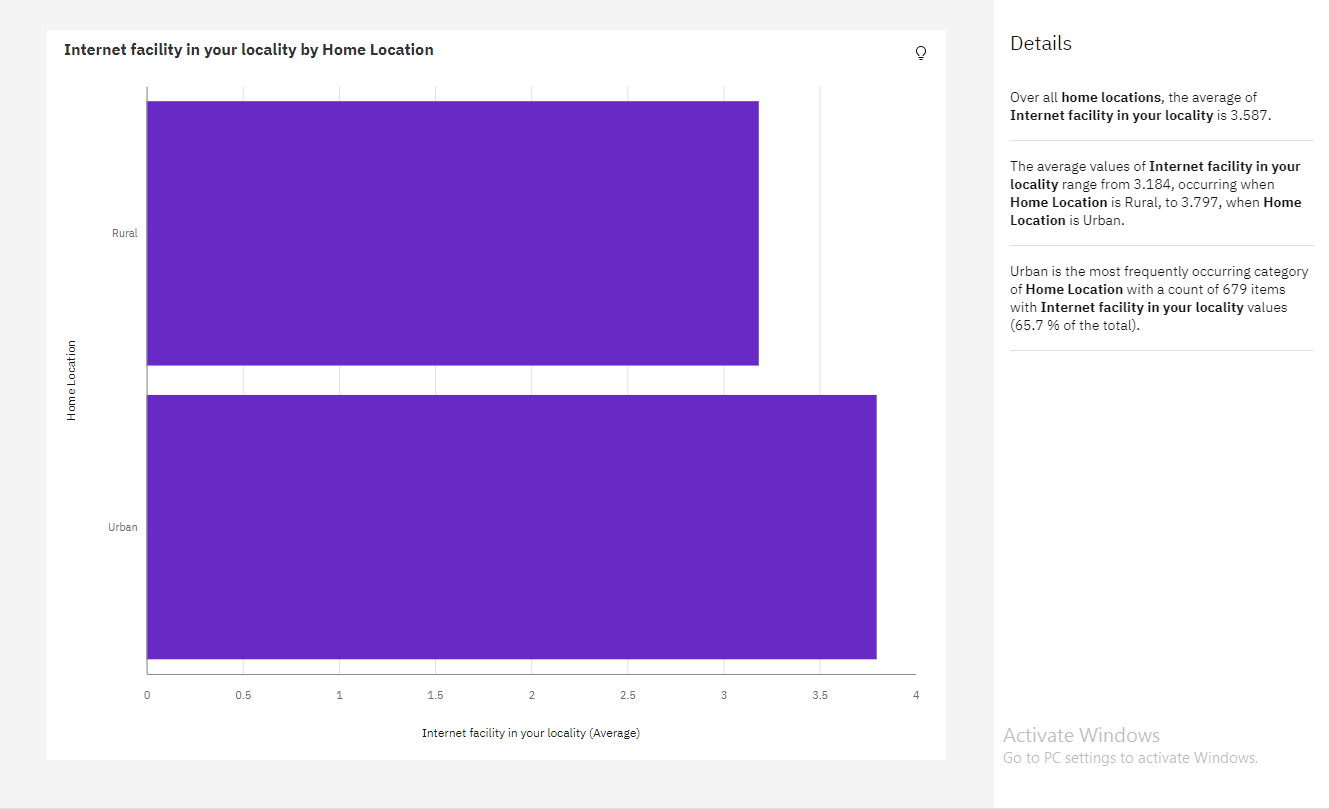 Internet facility in your locality by Home Location
Rural
Urban
Home Location
0 0.5 1 1.5 2 2.5 3 3.5 4
Internet facility in your locality (Average)
Details
Over all home locations, the average of
Internet facility in your locality is 3.587.
The average values of Internet facility in your
locality range from 3.184, occurring when
Home Location is Rural, to 3.797, when Home
Location is Urban.
Urban is the most frequently occurring category
of Home Location with a count of 679 items
with Internet facility in your locality values
(65.7 % of the total).
Activate Windows
Go to PC settings to activate Windows.